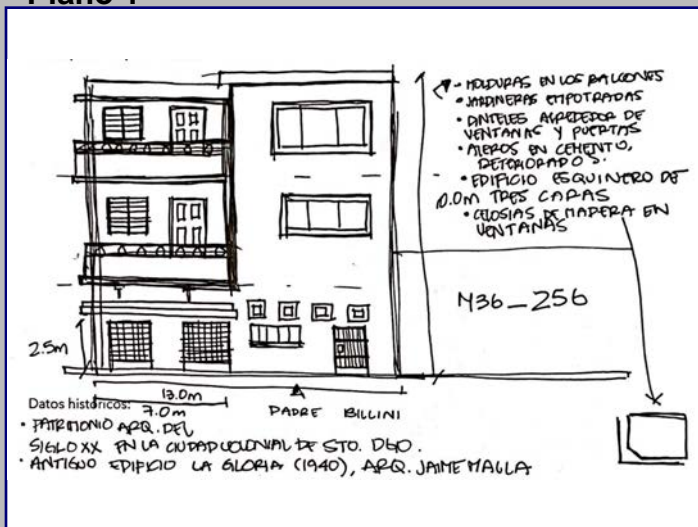 Plano 1
- MOLDURAS EN LOS BALCONES
• JARDINERAS EMPOTRADAS
• DINTELES ALREDEDOR DE
VENTANAS Y PUERTAS
• ALEROS EN CEMENTO,
DETERIORADOS.
• EDIFICIO ESQUINERO DE
TRES CARAS
10.0m
• CELOSIAS DE MADERA EN
VENTANAS
M36_256
2.5m
13.0m
Datos históricos:
7.0m
PADRE BILLINI
• PATRIMONIO ARQ. DEL
SIGLO XX EN LA CIUDAD COLONIAL DE STO. DGO.
• ANTIGUO EDIFICIO LA GLORIA (1940), ARQ. JAIME MALLA